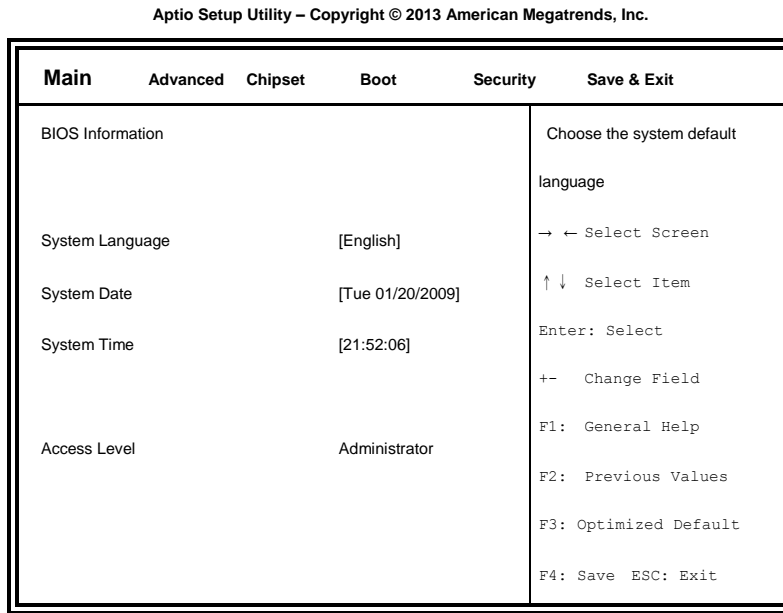 Aptio Setup Utility – Copyright © 2013 American Megatrends, Inc.
Main Advanced Chipset Boot Security Save & Exit
BIOS Information
System Language [English]
System Date [Tue 01/20/2009]
System Time [21:52:06]
Access Level Administrator
Choose the system default
language
→ ← Select Screen
↑↓ Select Item
Enter: Select
+- Change Field
F1: General Help
F2: Previous Values
F3: Optimized Default
F4: Save ESC: Exit